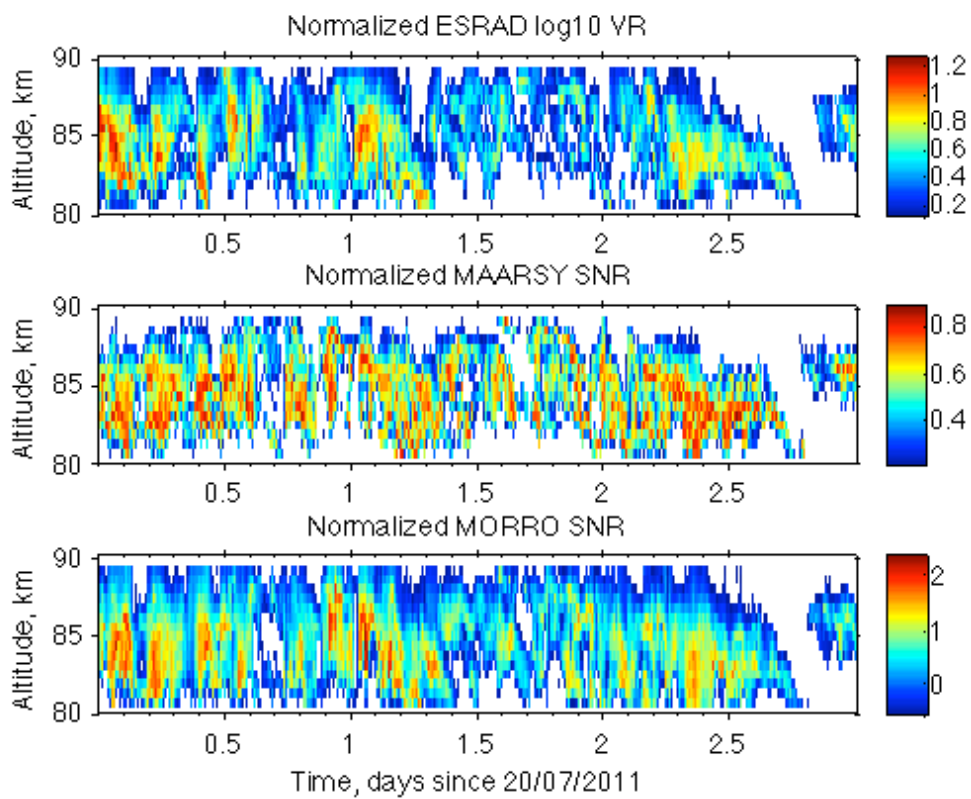 Normalized ESRAD log10 VR
90
85
80
Altitude, km
0.5 1 1.5 2 2.5
1.2
1
0.8
0.6
0.4
0.2
Normalized MAARSY SNR
90
85
80
Altitude, km
0.5 1 1.5 2 2.5
0.8
0.6
0.4
Normalized MORRO SNR
90
85
80
Altitude, km
0.5 1 1.5 2 2.5
2
1
0
Time, days since 20/07/2011